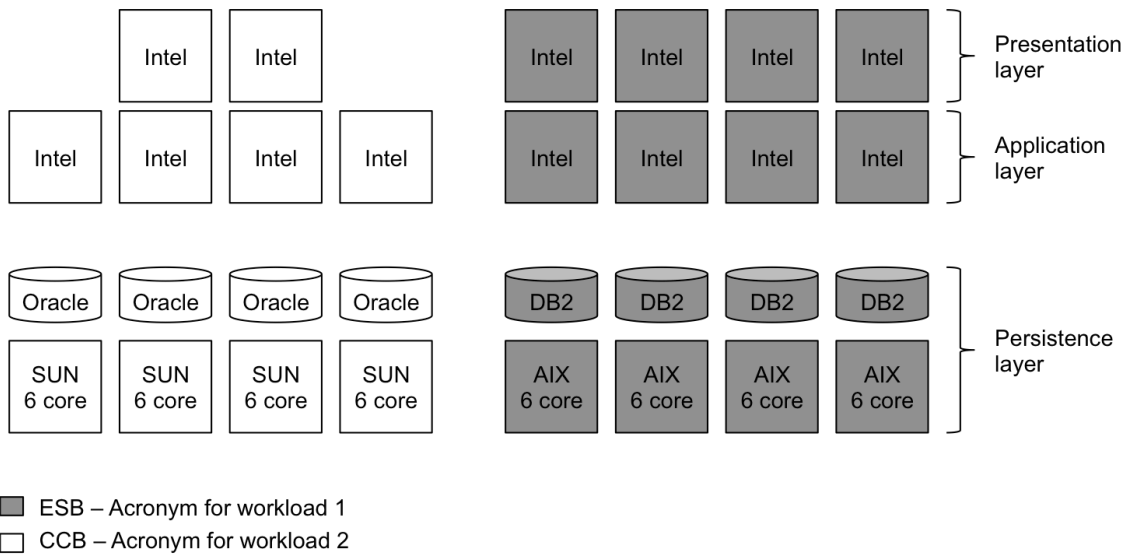 Intel Intel Intel Intel Intel Intel
Presentation
layer
Intel Intel Intel Intel Intel Intel Intel Intel
Application
layer
Oracle Oracle Oracle Oracle DB2 DB2 DB2 DB2
SUN SUN SUN SUN AIX AIX AIX AIX
6 core 6 core 6 core 6 core 6 core 6 core 6 core 6 core
Persistence
layer
ESB – Acronym for workload 1
CCB – Acronym for workload 2